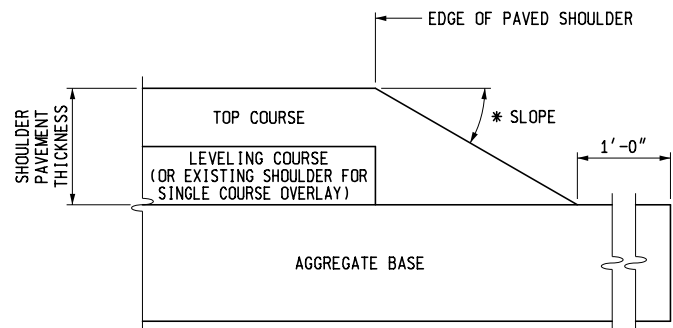 EDGE OF PAVED SHOULDER
SHOULDER
PAVEMENT
THICKNESS
TOP COURSE
* SLOPE
1'-0"
LEVELING COURSE
(OR EXISTING SHOULDER FOR
SINGLE COURSE OVERLAY)
AGGREGATE BASE